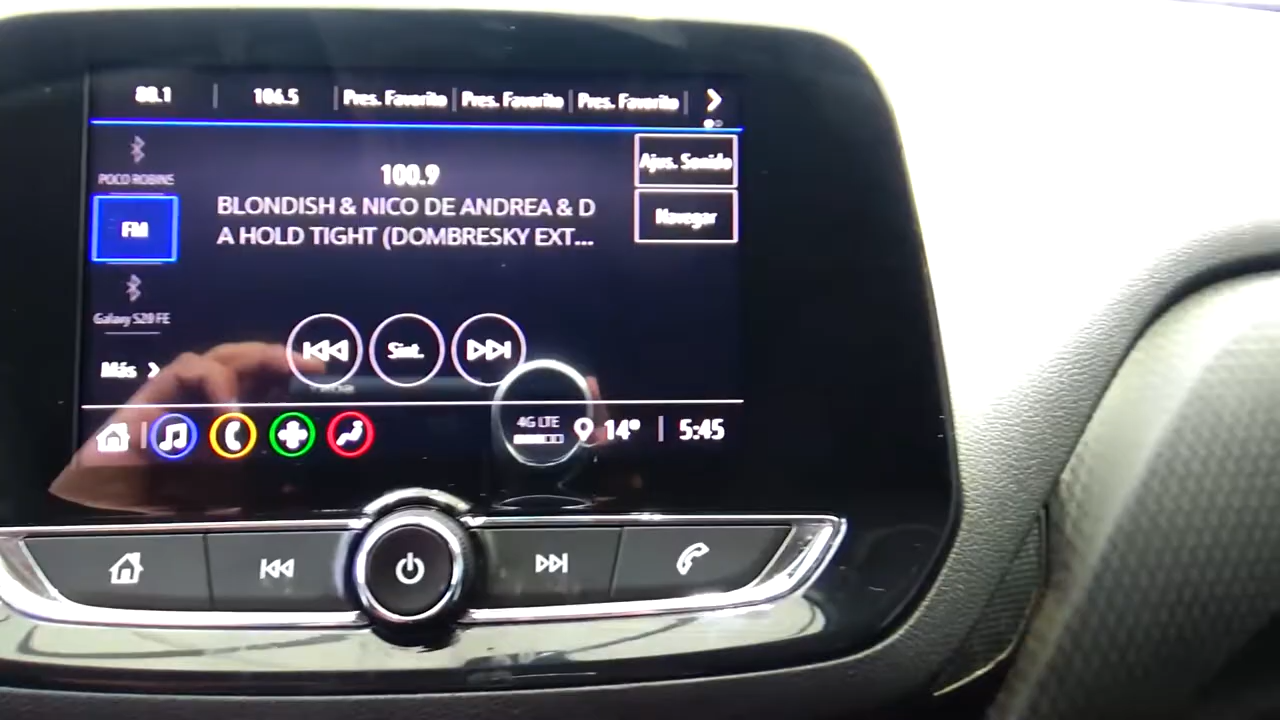 88.1 | 106.5 | Pres. Favorito | Pres. Favorito | Pres. Favorito |
POCO ROBINE
100.9
Ajus. Sonido
BLONDISH & NICO DE ANDREA & D
A HOLD TIGHT (DOMBRESKY EXT...
Navegar
FM
Galaxy S20 FE
Más
Sint.
4G LTE
14° | 5:45